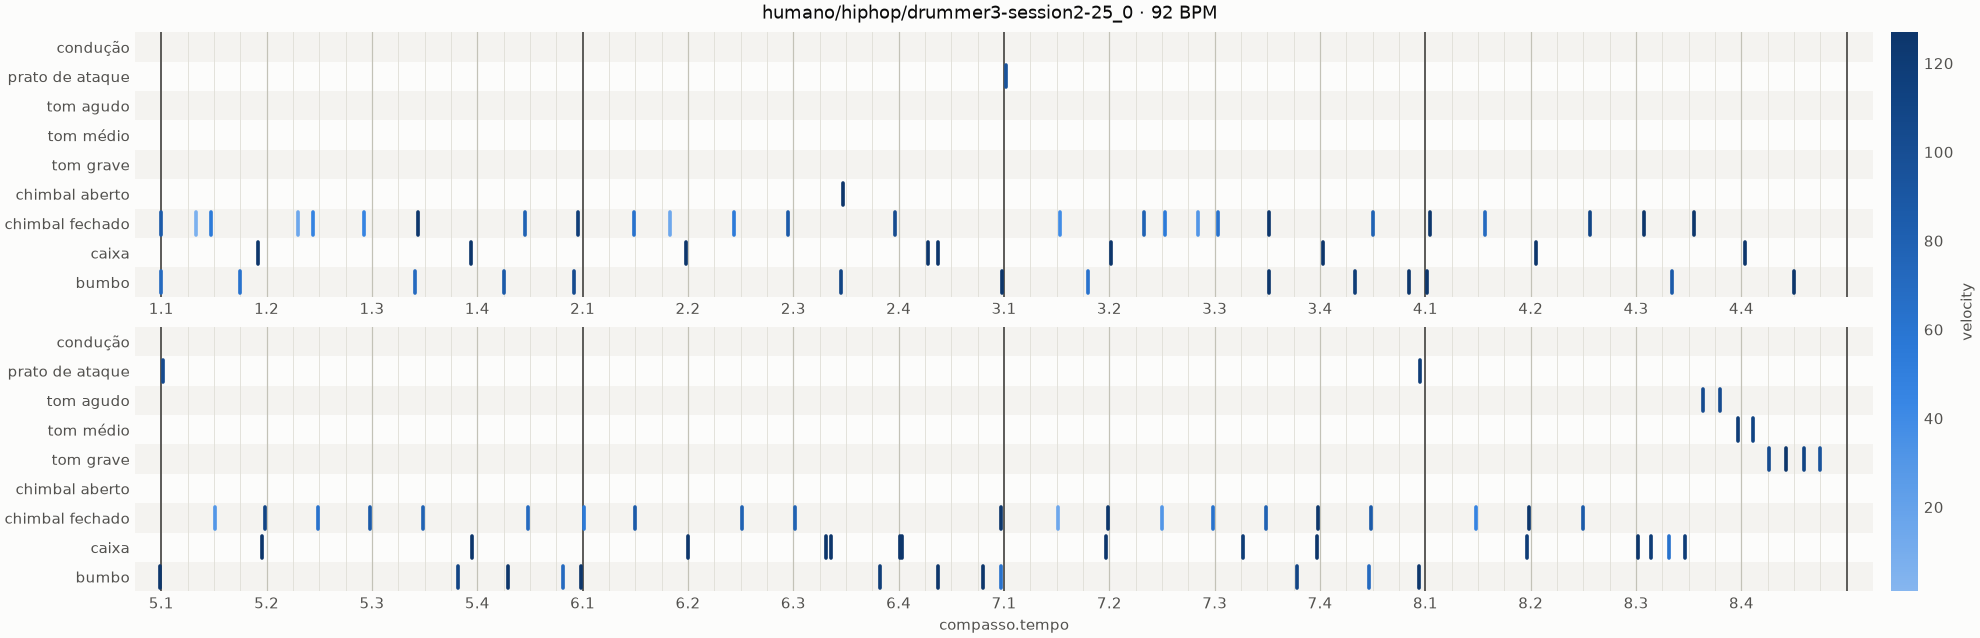 humano/hiphop/drummer3-session2-25_0 · 92 BPM
condução
prato de ataque
tom agudo
tom médio
tom grave
chimbal aberto
chimbal fechado
caixa
bumbo
1.1 1.2 1.3 1.4 2.1 2.2 2.3 2.4 3.1 3.2 3.3 3.4 4.1 4.2 4.3 4.4
condução
prato de ataque
tom agudo
tom médio
tom grave
chimbal aberto
chimbal fechado
caixa
bumbo
5.1 5.2 5.3 5.4 6.1 6.2 6.3 6.4 7.1 7.2 7.3 7.4 8.1 8.2 8.3 8.4
compasso.tempo
120
100
80
60
40
20
velocity